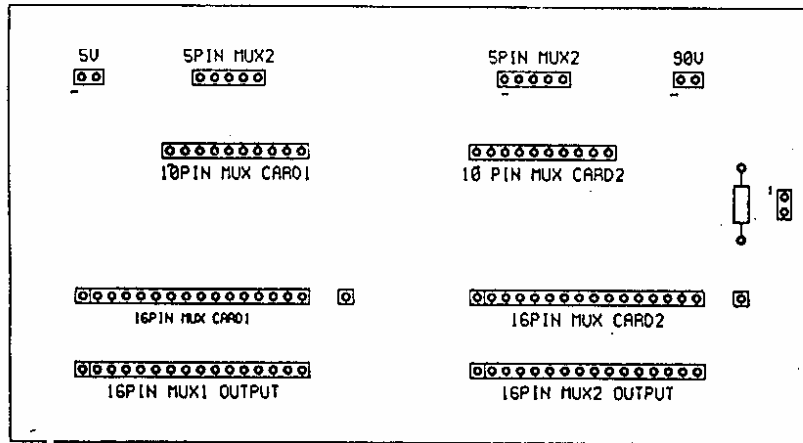 5V
5PIN MUX2
5PIN MUX2
90V
10PIN MUX CARD1
10 PIN MUX CARD2
1
16PIN MUX CARD1
16PIN MUX CARD2
16PIN MUX1 OUTPUT
16PIN MUX2 OUTPUT